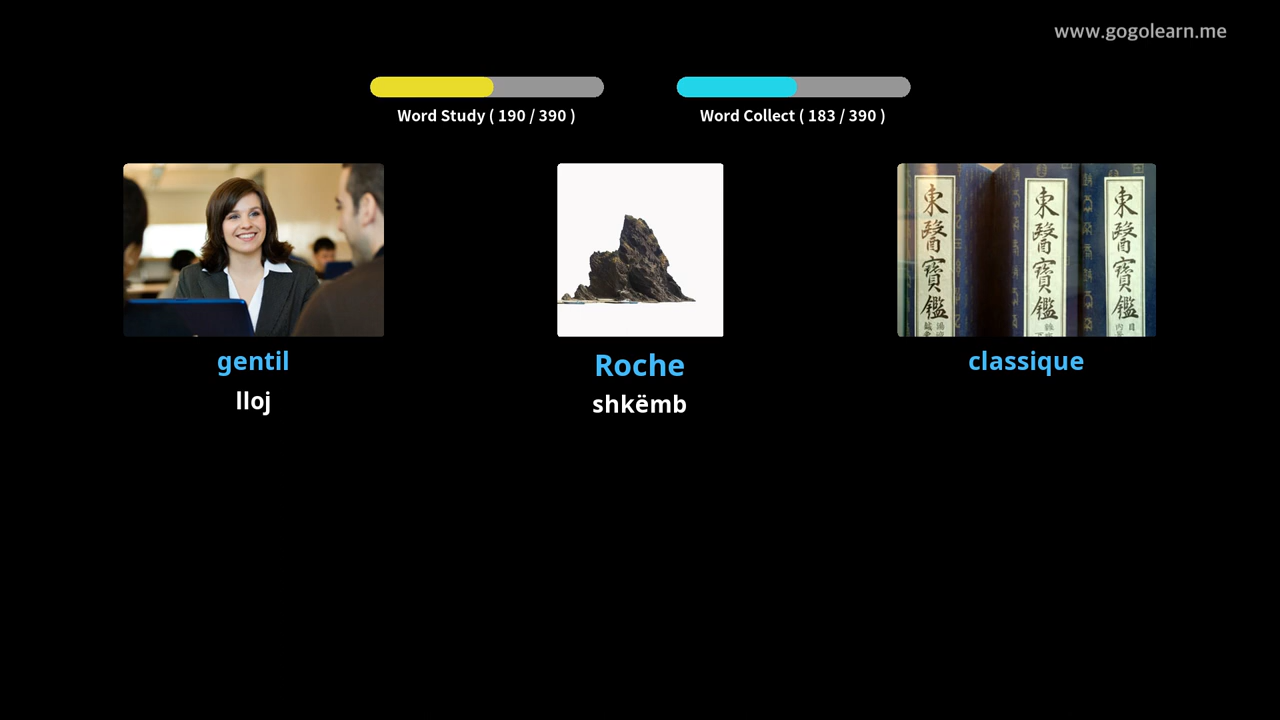 www.gogolearn.me
Word Study ( 190 / 390 )
Word Collect ( 183 / 390 )
東醫寶鑑
東醫寶鑑
東醫寶鑑
gentil
Roche
classique
lloj
shkëmb